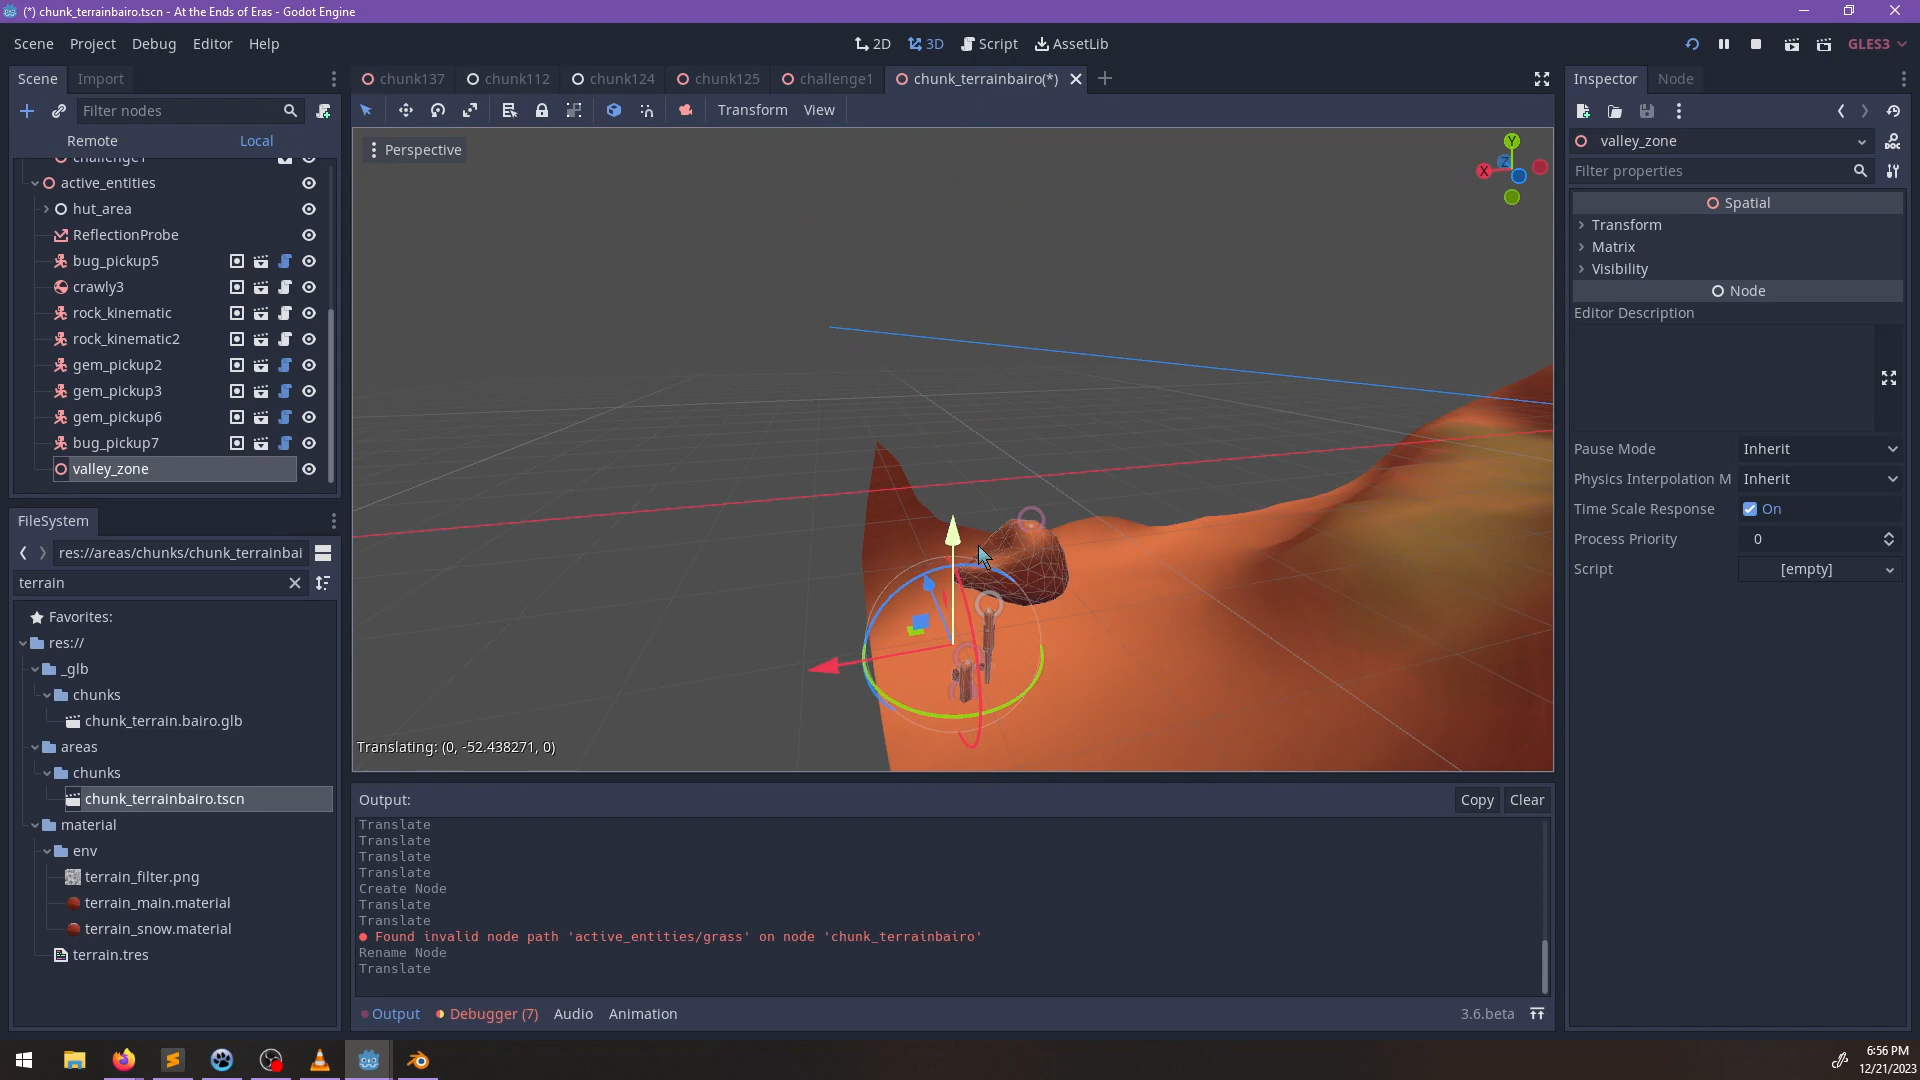 (*) chunk_terrainbairo.tscn - At the Ends of Eras - Godot Engine
Scene Project Debug Editor Help
2D 3D Script AssetLib
GLES3
Scene Import
chunk137 chunk112 chunk124 chunk125 challenge1 chunk_terrainbairo(*)
Inspector Node
Filter nodes
Transform View
Remote Local
Perspective
valley_zone
Filter properties
challenge1
active_entities
hut_area
ReflectionProbe
bug_pickup5
crawly3
rock_kinematic
rock_kinematic2
gem_pickup2
gem_pickup3
gem_pickup6
bug_pickup7
valley_zone
Y
X
Z
Spatial
Transform
Matrix
Visibility
Node
Editor Description
Pause Mode Inherit
Physics Interpolation M Inherit
Time Scale Response On
Process Priority 0
Script [empty]
FileSystem
res://areas/chunks/chunk_terrainbai
terrain
Favorites:
res://
_glb
chunks
chunk_terrain.bairo.glb
areas
chunks
chunk_terrainbairo.tscn
material
env
terrain_filter.png
terrain_main.material
terrain_snow.material
terrain.tres
Translating: (0, -52.438271, 0)
Output:
Copy Clear
Translate
Translate
Translate
Translate
Create Node
Translate
Translate
Found invalid node path 'active_entities/grass' on node 'chunk_terrainbairo'
Rename Node
Translate
Output Debugger (7) Audio Animation
3.6.beta
6:56 PM
12/21/2023